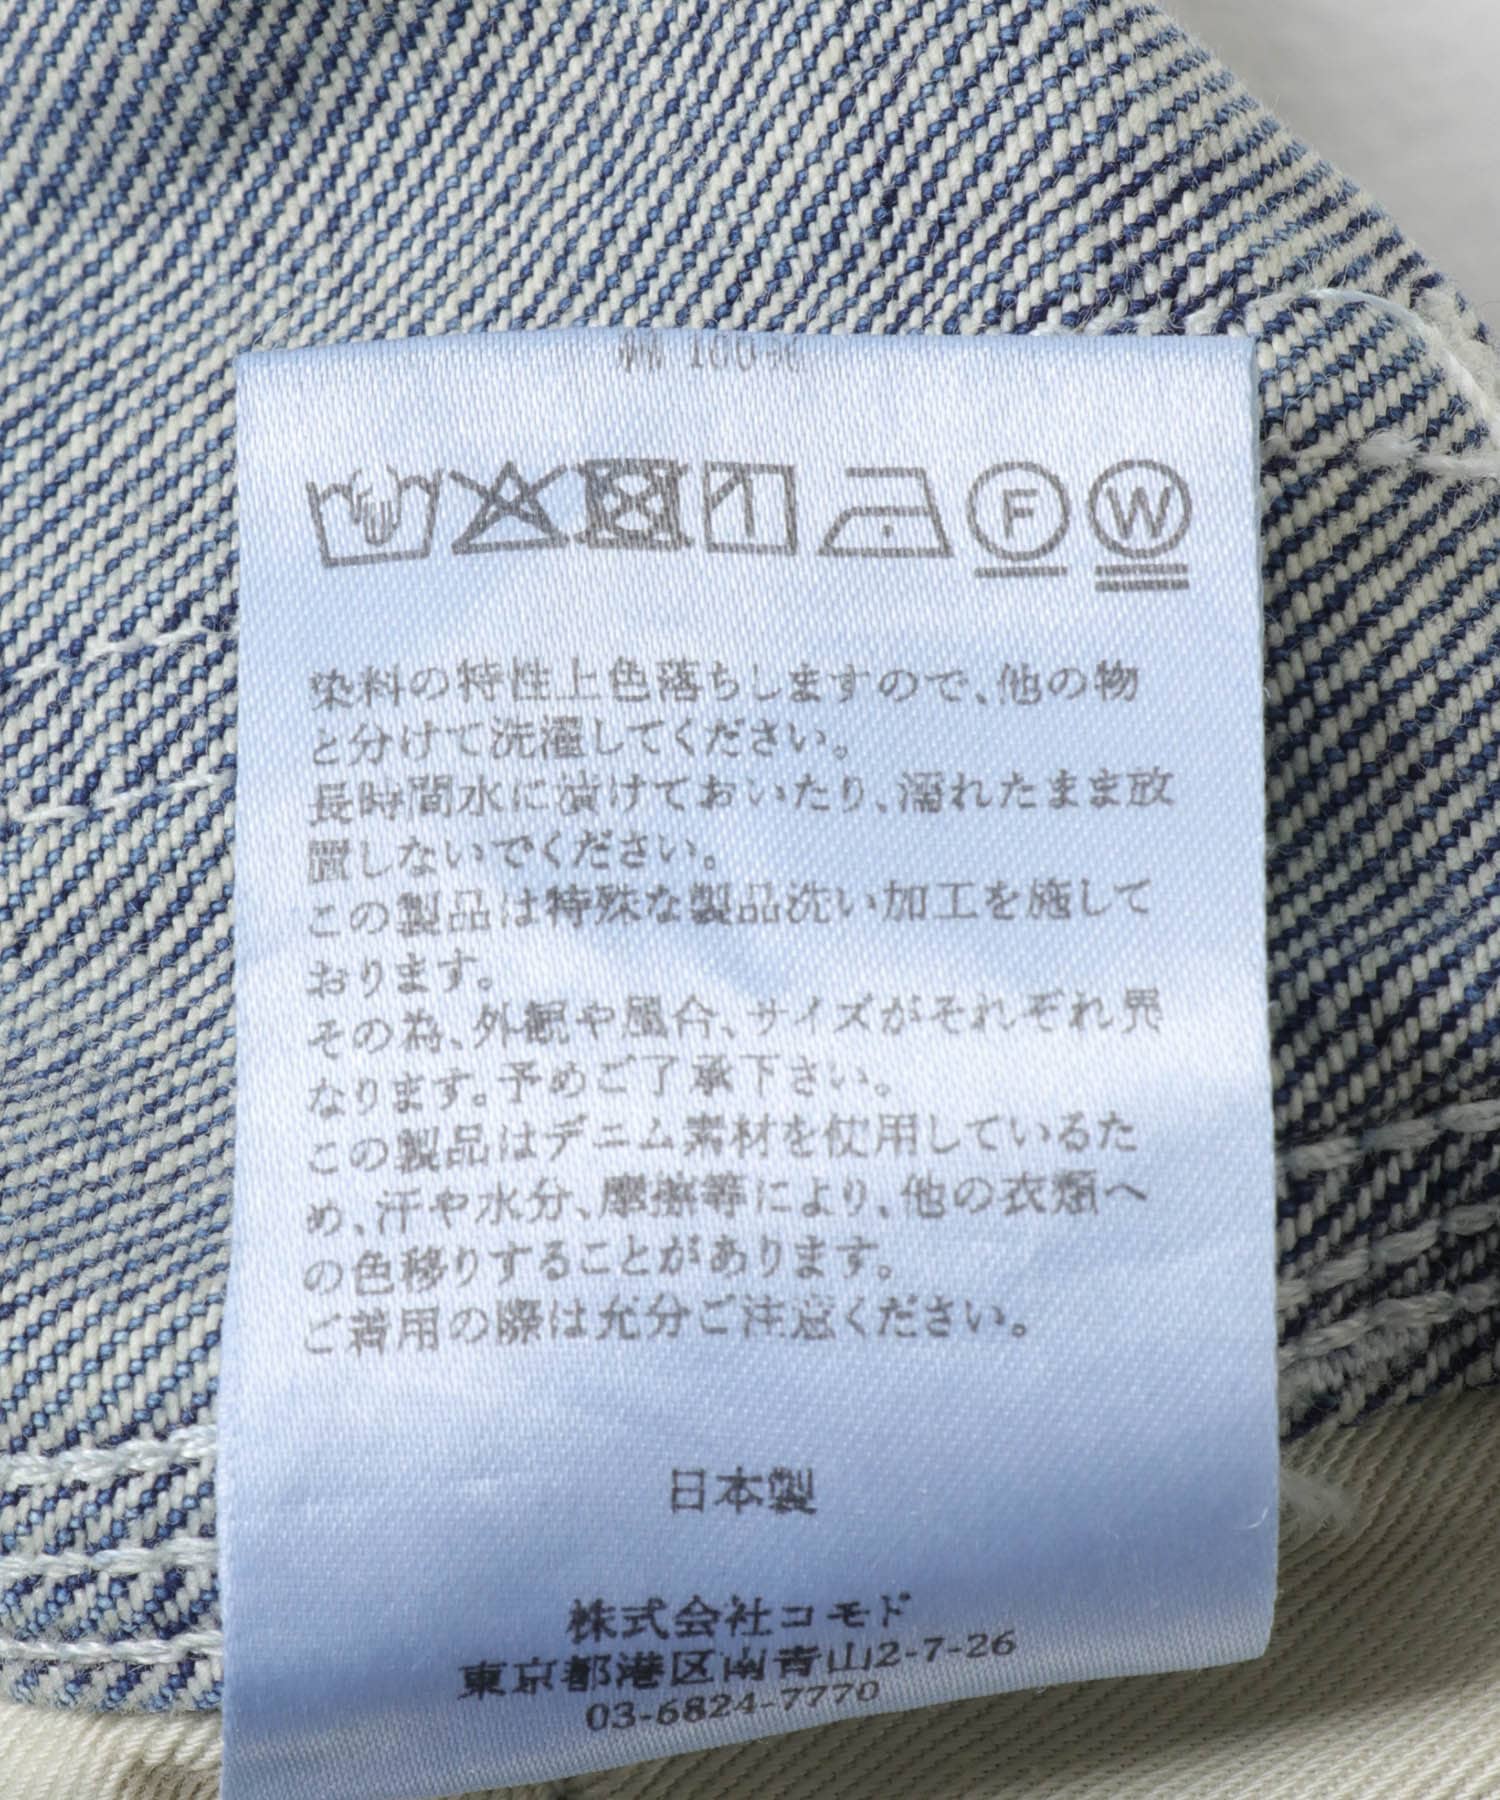 綿 100%
F W
染料の特性上色落ちしますので、他の物
と分けて洗濯してください。
長時間水に漬けておいたり、濡れたまま放
置しないでください。
この製品は特殊な製品洗い加工を施して
おります。
その為、外観や風合、サイズがそれぞれ異
なります。予めご了承下さい。
この製品はデニム素材を使用しているた
め、汗や水分、摩擦等により、他の衣類へ
の色移りすることがあります。
ご着用の際は充分ご注意ください。
日本製
株式会社コモド
東京都港区南青山2-7-26
03-6824-7770